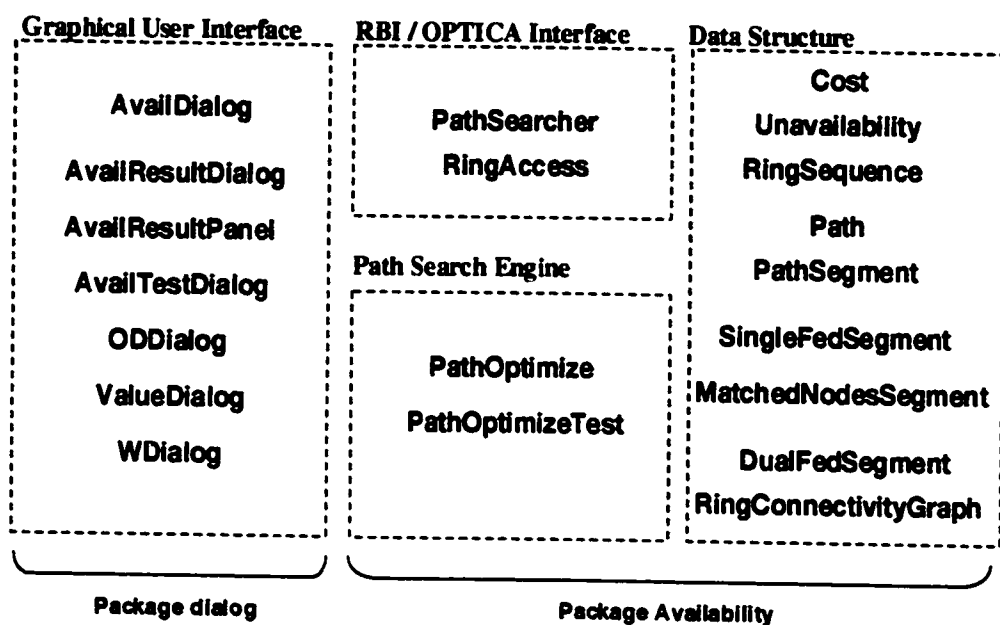 Graphical User Interface
AvailDialog
AvailResultDialog
AvailResultPanel
AvailTestDialog
ODDialog
ValueDialog
WDialog
RBI / OPTICA Interface
PathSearcher
RingAccess
Path Search Engine
PathOptimize
PathOptimizeTest
Data Structure
Cost
Unavailability
RingSequence
Path
PathSegment
SingleFedSegment
MatchedNodesSegment
DualFedSegment
RingConnectivityGraph
Package dialog
Package Availability